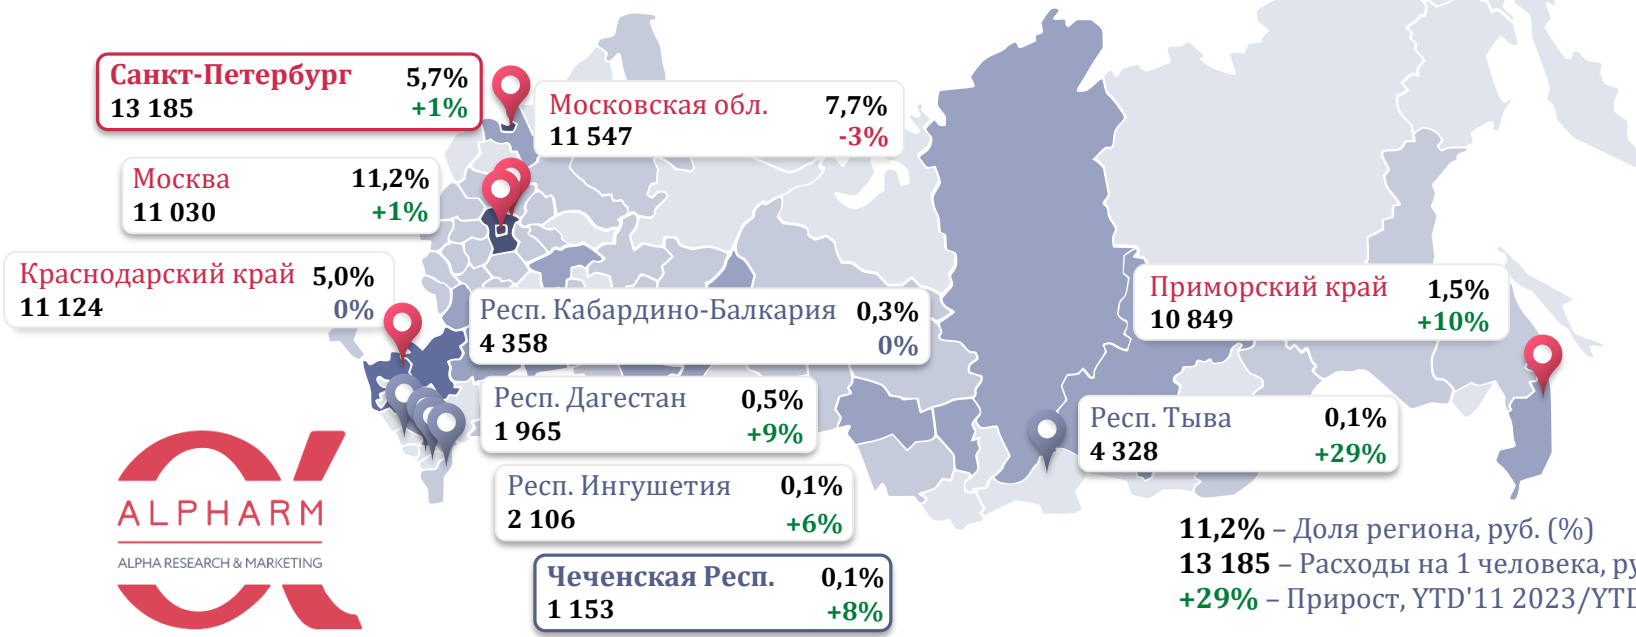 Санкт-Петербург 5,7%
13 185 +1%
Московская обл. 7,7%
11 547 -3%
Москва 11,2%
11 030 +1%
Краснодарский край 5,0%
11 124 0%
Респ. Кабардино-Балкария 0,3%
4 358 0%
Приморский край 1,5%
10 849 +10%
Респ. Дагестан 0,5%
1 965 +9%
Респ. Тыва 0,1%
4 328 +29%
Респ. Ингушетия 0,1%
2 106 +6%
Чеченская Респ. 0,1%
1 153 +8%
ALPHARM
ALPHA RESEARCH & MARKETING
11,2% – Доля региона, руб. (%)
13 185 – Расходы на 1 человека, ру
+29% – Прирост, YTD'11 2023/YTD